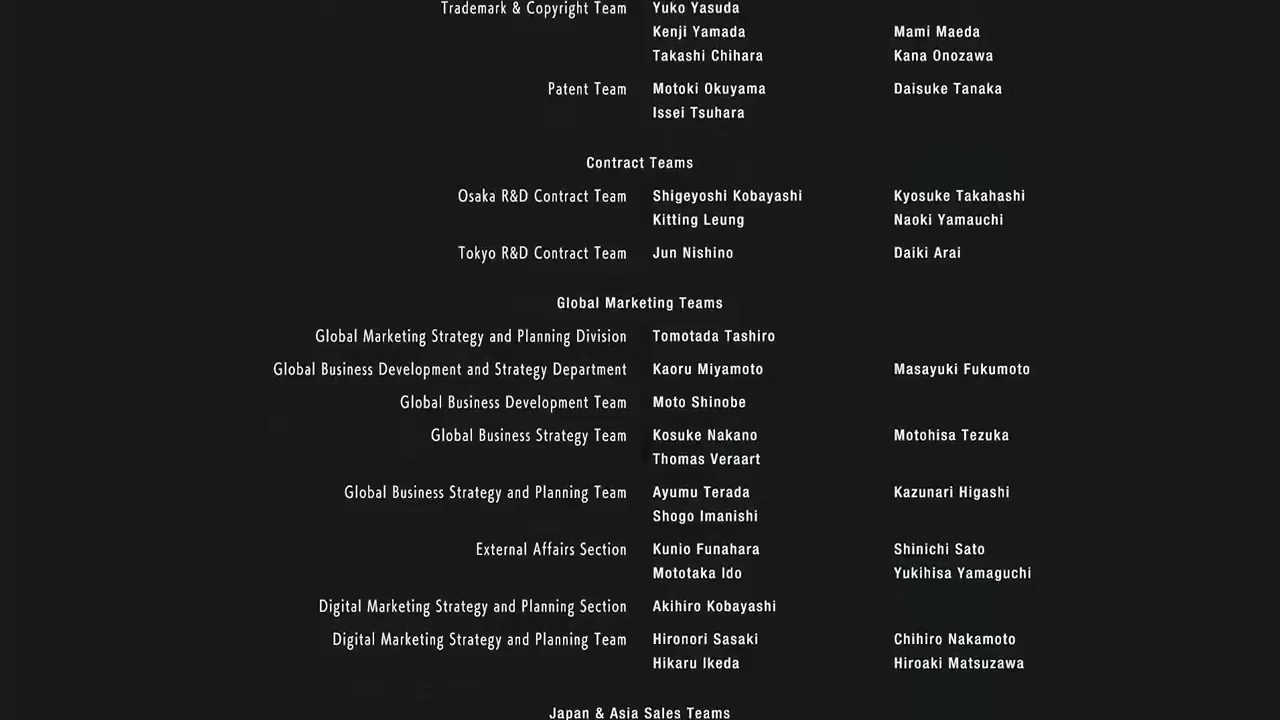 Trademark & Copyright Team Yuko Yasuda
Kenji Yamada Mami Maeda
Takashi Chihara Kana Onozawa
Patent Team Motoki Okuyama Daisuke Tanaka
Issei Tsuhara
Contract Teams
Osaka R&D Contract Team Shigeyoshi Kobayashi Kyosuke Takahashi
Kitting Leung Naoki Yamauchi
Tokyo R&D Contract Team Jun Nishino Daiki Arai
Global Marketing Teams
Global Marketing Strategy and Planning Division Tomotada Tashiro
Global Business Development and Strategy Department Kaoru Miyamoto Masayuki Fukumoto
Global Business Development Team Moto Shinobe
Global Business Strategy Team Kosuke Nakano Motohisa Tezuka
Thomas Veraart
Global Business Strategy and Planning Team Ayumu Terada Kazunari Higashi
Shogo Imanishi
External Affairs Section Kunio Funahara Shinichi Sato
Mototaka Ido Yukihisa Yamaguchi
Digital Marketing Strategy and Planning Section Akihiro Kobayashi
Digital Marketing Strategy and Planning Team Hironori Sasaki Chihiro Nakamoto
Hikaru Ikeda Hiroaki Matsuzawa
Japan & Asia Sales Teams